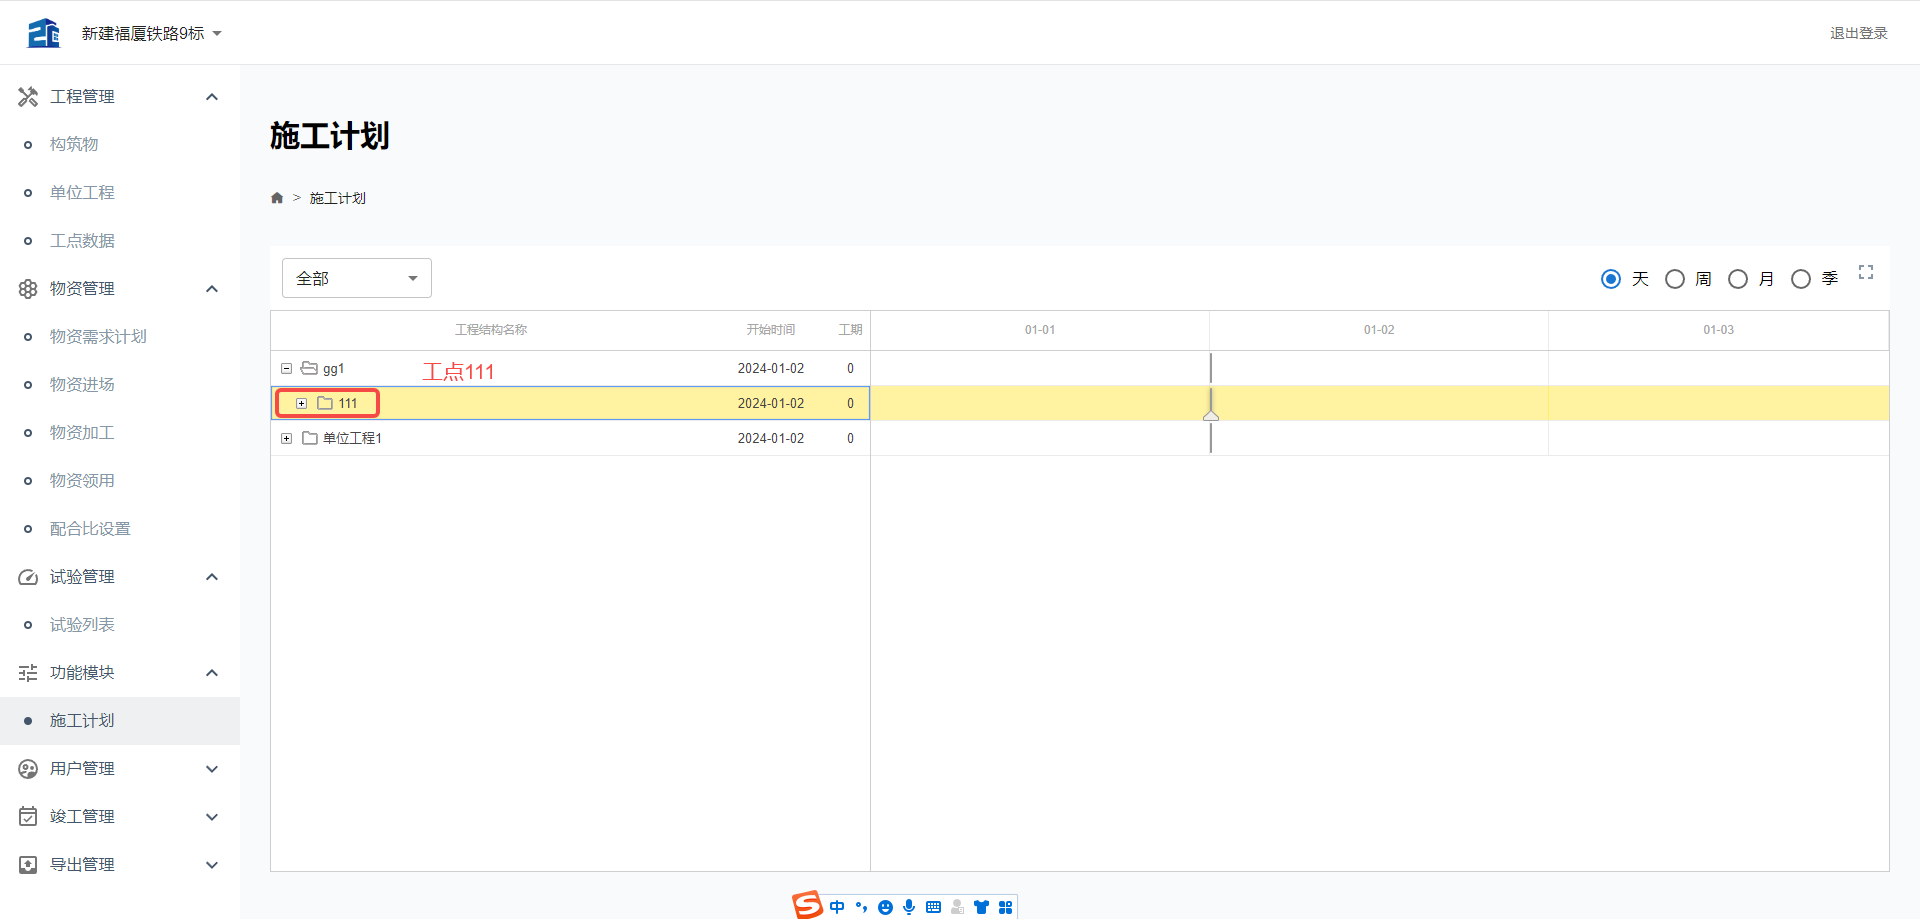 新建福厦铁路9标
退出登录
工程管理
构筑物
单位工程
工点数据
物资管理
物资需求计划
物资进场
物资加工
物资领用
配合比设置
试验管理
试验列表
功能模块
施工计划
用户管理
竣工管理
导出管理
施工计划
> 施工计划
全部
天 周 月 季
工程结构名称 开始时间 工期 01-01 01-02 01-03
gg1 工点111 2024-01-02 0
111 2024-01-02 0
单位工程1 2024-01-02 0
中